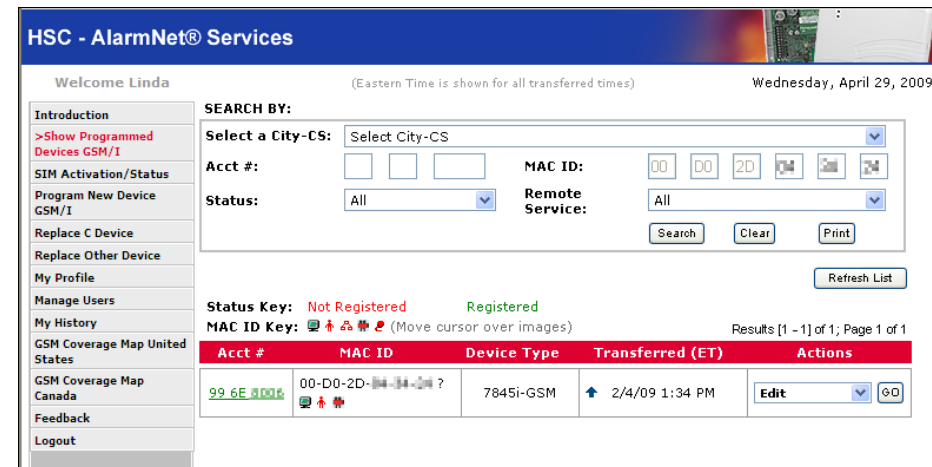 HSC - AlarmNet® Services
Welcome Linda
(Eastern Time is shown for all transferred times)
Wednesday, April 29, 2009
Introduction
>Show Programmed
Devices GSM/I
SIM Activation/Status
Program New Device
GSM/I
Replace C Device
Replace Other Device
My Profile
Manage Users
My History
GSM Coverage Map United
States
GSM Coverage Map
Canada
Feedback
Logout
SEARCH BY:
Select a City-CS: Select City-CS
Acct #: MAC ID: 00 D0 2D
Status: All Remote
Service: All
Search Clear Print
Refresh List
Status Key: Not Registered Registered
MAC ID Key: (Move cursor over images)
Results [1 -1] of 1; Page 1 of 1
Acct # MAC ID Device Type Transferred (ET) Actions
99 6E 00-D0-2D- ? 7845i-GSM 2/4/09 1:34 PM Edit GO